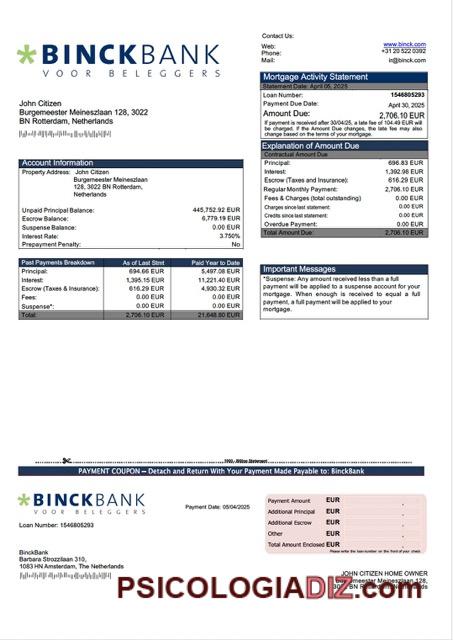 BINCKBANK
VOOR BELEGGERS
Contact Us:
Web: www.binck.com
Phone: +31 20 522 0392
Mail: ir@binck.com
John Citizen
Burgemeester Meineszlaan 128, 3022
BN Rotterdam, Netherlands
Mortgage Activity Statement
Statement Date: April 05, 2025
Loan Number: 1546805293
Payment Due Date: April 30, 2025
Amount Due: 2,706.10 EUR
If payment is received after 30/04/25, a late fee of 104.49 EUR will
be charged. If the Amount Due changes, the late fee may also
change based on the terms of your mortgage.
Explanation of Amount Due
Contractual Amount Due
Principal: 696.83 EUR
Interest: 1,392.98 EUR
Escrow (Taxes and Insurance): 616.29 EUR
Regular Monthly Payment: 2,706.10 EUR
Fees & Charges (total outstanding) 0.00 EUR
Charges since last statement: 0.00 EUR
Credits since last statement: 0.00 EUR
Overdue Payment: 0.00 EUR
Total Amount Due: 2,706.10 EUR
Account Information
Property Address: John Citizen
Burgemeester Meineszlaan
128, 3022 BN Rotterdam,
Netherlands
Unpaid Principal Balance: 445,752.92 EUR
Escrow Balance: 6,779.19 EUR
Suspense Balance: 0.00 EUR
Interest Rate: 3.750%
Prepayment Penalty: No
Past Payments Breakdown As of Last Stmt Paid Year to Date
Principal: 694.66 EUR 5,497.08 EUR
Interest: 1,395.15 EUR 11,221.40 EUR
Escrow (Taxes & Insurance): 616.29 EUR 4,930.32 EUR
Fees: 0.00 EUR 0.00 EUR
Suspense*: 0.00 EUR 0.00 EUR
Total: 2,706.10 EUR 21,648.80 EUR
Important Messages
*Suspense: Any amount received less than a full
payment will be applied to a suspense account for your
mortgage. When enough is received to equal a full
payment, a full payment will be applied to your
mortgage.
PAYMENT COUPON – Detach and Return With Your Payment Made Payable to: BinckBank
BINCKBANK
VOOR BELEGGERS
Payment Date: 05/04/2025
Loan Number: 1546805293
Payment Amount EUR
Additional Principal EUR
Additional Escrow EUR
Other EUR
Total Amount Enclosed EUR
Please write the loan number on the front of your check.
BinckBank
Barbara Strozzilaan 310,
1083 HN Amsterdam, The Netherlands
JOHN CITIZEN HOME OWNER
Burgemeester Meineszlaan 128,
PSICOLOGIADIZ.com